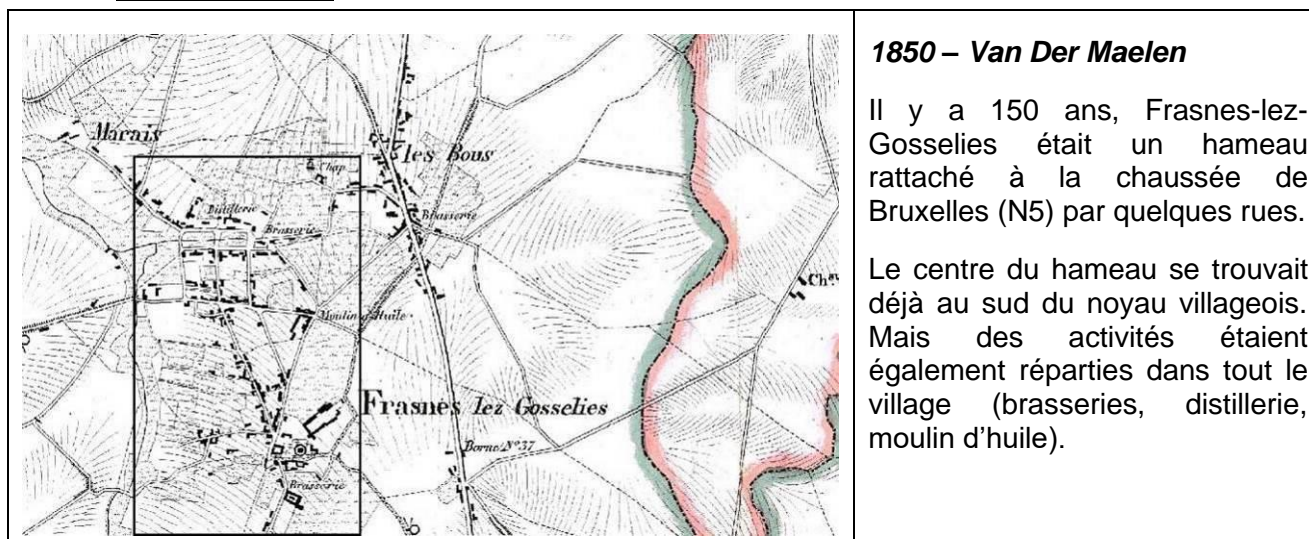 Marais
les Bous
Chap.
Distillerie
Brasserie
Brasserie
Moulin à Huile
Chau
Frasnes lez Gosselies
Borne N° 37
Brasserie
1850 – Van Der Maelen
Il y a 150 ans, Frasnes-lez-
Gosselies était un hameau
rattaché à la chaussée de
Bruxelles (N5) par quelques rues.
Le centre du hameau se trouvait
déjà au sud du noyau villageois.
Mais des activités étaient
également réparties dans tout le
village (brasseries, distillerie,
moulin d’huile).